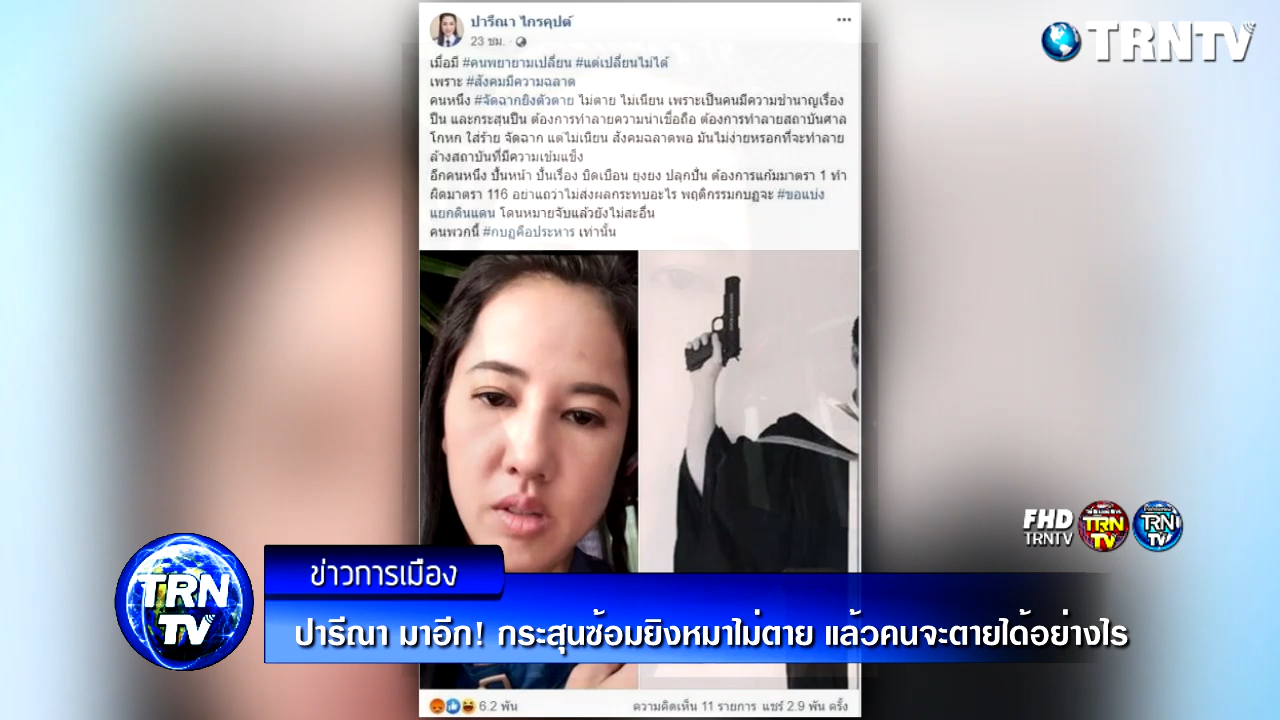 ปารีณา ไกรคุปต์
23 ชม.
TRNTV
เมื่อมี #คนพยายามเปลี่ยน #แต่เปลี่ยนไม่ได้
เพราะ #สังคมมีความฉลาด
คนหนึ่ง #จัดฉากยิงตัวตาย ไม่ตาย ไม่เนียน เพราะเป็นคนมีความชำนาญเรื่อง
ปืน และกระสุนปืน ต้องการทำลายความน่าเชื่อถือ ต้องการทำลายสถาบันศาล
โกหก ใส่ร้าย จัดฉาก แต่ไม่เนียน สังคมฉลาดพอ มันไม่ง่ายหรอกที่จะทำลาย
ล้างสถาบันที่มีความเข้มแข็ง
อีกคนหนึ่ง ปั้นหน้า ปั้นเรื่อง บิดเบือน ยุงยง ปลุกปั่น ต้องการแก้มมาตรา 1 ทำ
ผิดมาตรา 116 อย่าแถว่าไม่ส่งผลกระทบอะไร พฤติกรรมกบฏจะ #ขอแบ่ง
แยกดินแดน โดนหมายจับแล้วยังไม่สะอื่น
คนพวกนี้ #กบฏคือประหาร เท่านั้น
FHD
TRNTV
TRN
TV
TRN
TV
TRN
TV
ข่าวการเมือง
ปารีณา มาอีก! กระสุนซ้อมยิงหมาไม่ตาย แล้วคนจะตายได้อย่างไร
6.2 พัน
ความคิดเห็น 11 รายการ แชร์ 2.9 พัน ครั้ง